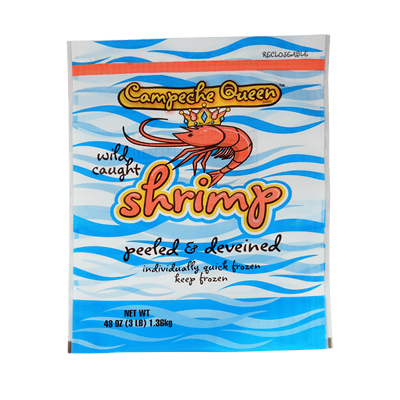 RECLOSEABLE
Campeche Queen™
wild
caught
shrimp
peeled & deveined
individually quick frozen
keep frozen
NET WT
48 OZ (3 LB) 1.36kg